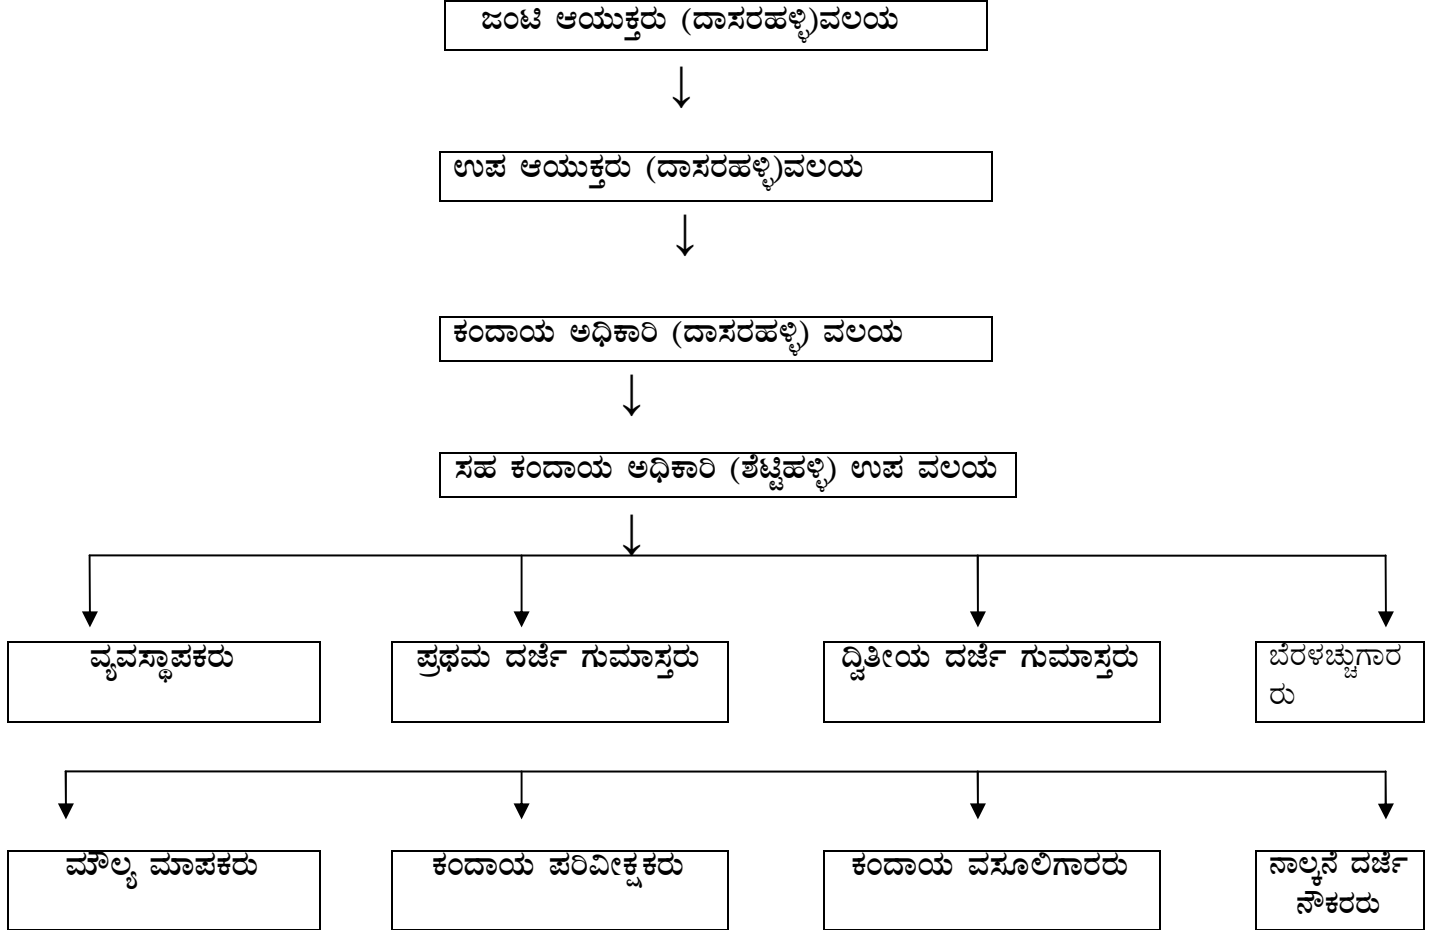 ಜಂಟಿ ಆಯುಕ್ತರು (ದಾಸರಹಳ್ಳಿ)ವಲಯ
ಉಪ ಆಯುಕ್ತರು (ದಾಸರಹಳ್ಳಿ)ವಲಯ
ಕಂದಾಯ ಅಧಿಕಾರಿ (ದಾಸರಹಳ್ಳಿ) ವಲಯ
ಸಹ ಕಂದಾಯ ಅಧಿಕಾರಿ (ಶೆಟ್ಟಿಹಳ್ಳಿ) ಉಪ ವಲಯ
ವ್ಯವಸ್ಥಾಪಕರು
ಪ್ರಥಮ ದರ್ಜೆ ಗುಮಾಸ್ತರು
ದ್ವಿತೀಯ ದರ್ಜೆ ಗುಮಾಸ್ತರು
ಬೆರಳಚ್ಚುಗಾರ
ರು
ಮೌಲ್ಯ ಮಾಪಕರು
ಕಂದಾಯ ಪರಿವೀಕ್ಷಕರು
ಕಂದಾಯ ವಸೂಲಿಗಾರರು
ನಾಲ್ಕನೆ ದರ್ಜೆ
ನೌಕರರು